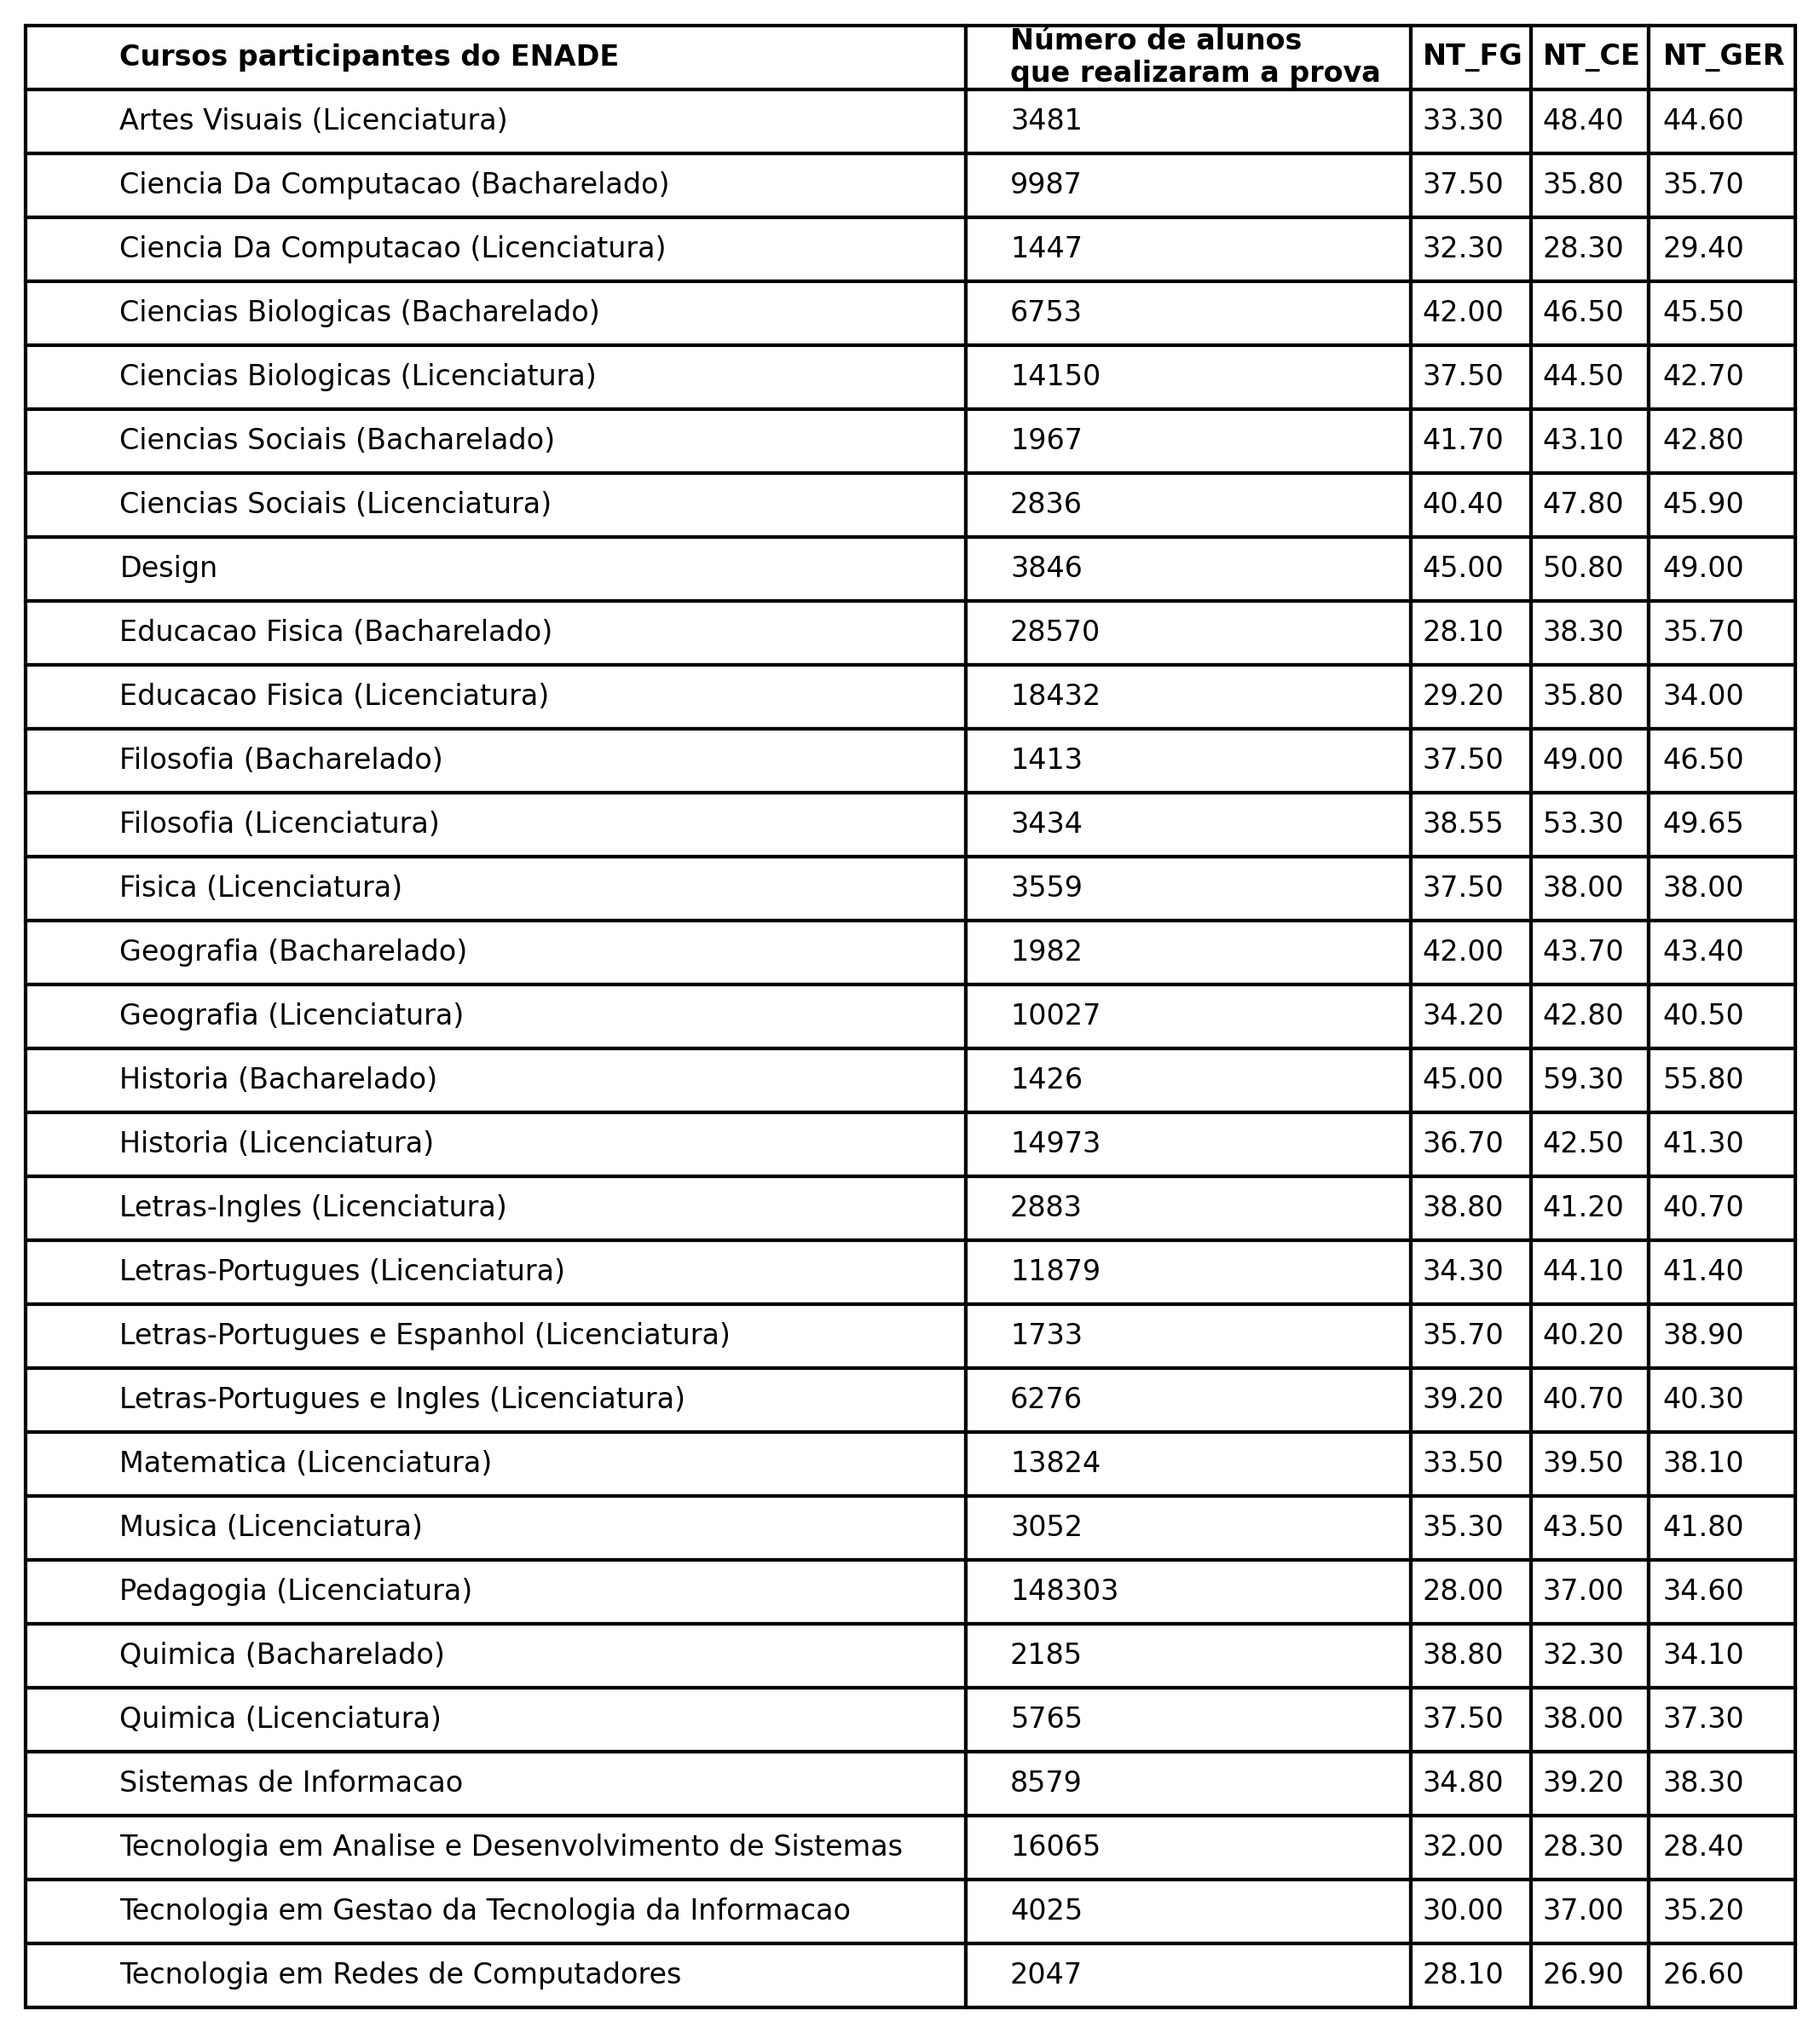 Cursos participantes do ENADE Número de alunos que realizaram a prova NT_FG NT_CE NT_GER
Artes Visuais (Licenciatura) 3481 33.30 48.40 44.60
Ciencia Da Computacao (Bacharelado) 9987 37.50 35.80 35.70
Ciencia Da Computacao (Licenciatura) 1447 32.30 28.30 29.40
Ciencias Biologicas (Bacharelado) 6753 42.00 46.50 45.50
Ciencias Biologicas (Licenciatura) 14150 37.50 44.50 42.70
Ciencias Sociais (Bacharelado) 1967 41.70 43.10 42.80
Ciencias Sociais (Licenciatura) 2836 40.40 47.80 45.90
Design 3846 45.00 50.80 49.00
Educacao Fisica (Bacharelado) 28570 28.10 38.30 35.70
Educacao Fisica (Licenciatura) 18432 29.20 35.80 34.00
Filosofia (Bacharelado) 1413 37.50 49.00 46.50
Filosofia (Licenciatura) 3434 38.55 53.30 49.65
Fisica (Licenciatura) 3559 37.50 38.00 38.00
Geografia (Bacharelado) 1982 42.00 43.70 43.40
Geografia (Licenciatura) 10027 34.20 42.80 40.50
Historia (Bacharelado) 1426 45.00 59.30 55.80
Historia (Licenciatura) 14973 36.70 42.50 41.30
Letras-Ingles (Licenciatura) 2883 38.80 41.20 40.70
Letras-Portugues (Licenciatura) 11879 34.30 44.10 41.40
Letras-Portugues e Espanhol (Licenciatura) 1733 35.70 40.20 38.90
Letras-Portugues e Ingles (Licenciatura) 6276 39.20 40.70 40.30
Matematica (Licenciatura) 13824 33.50 39.50 38.10
Musica (Licenciatura) 3052 35.30 43.50 41.80
Pedagogia (Licenciatura) 148303 28.00 37.00 34.60
Quimica (Bacharelado) 2185 38.80 32.30 34.10
Quimica (Licenciatura) 5765 37.50 38.00 37.30
Sistemas de Informacao 8579 34.80 39.20 38.30
Tecnologia em Analise e Desenvolvimento de Sistemas 16065 32.00 28.30 28.40
Tecnologia em Gestao da Tecnologia da Informacao 4025 30.00 37.00 35.20
Tecnologia em Redes de Computadores 2047 28.10 26.90 26.60